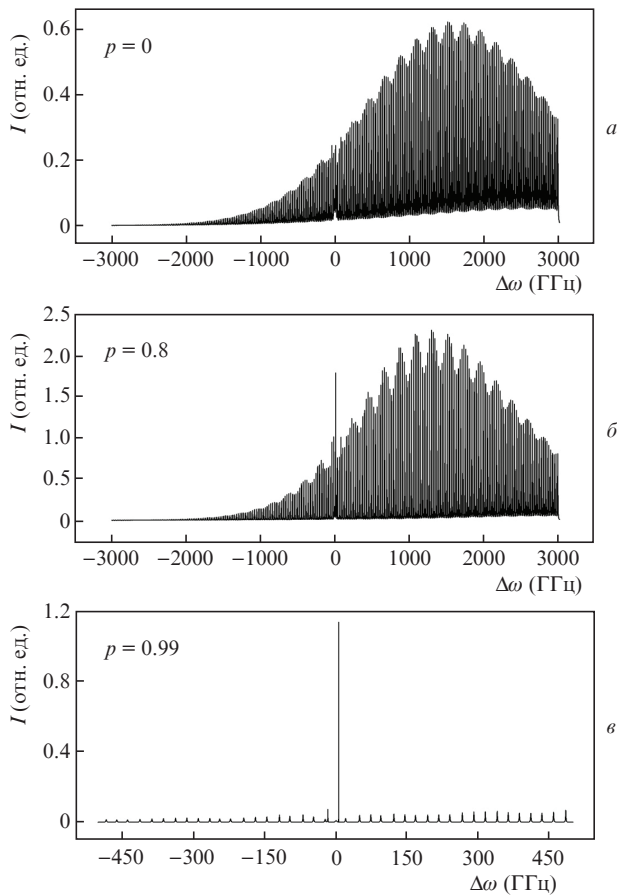 I (отн. ед.)
0.6
0.4
0.2
0
p = 0
а
−3000 −2000 −1000 0 1000 2000 3000
Δω (ГГц)
I (отн. ед.)
2.5
2.0
1.5
1.0
0.5
0
p = 0.8
б
−3000 −2000 −1000 0 1000 2000 3000
Δω (ГГц)
I (отн. ед.)
1.2
0.8
0.4
0
p = 0.99
в
−450 −300 −150 0 150 300 450
Δω (ГГц)